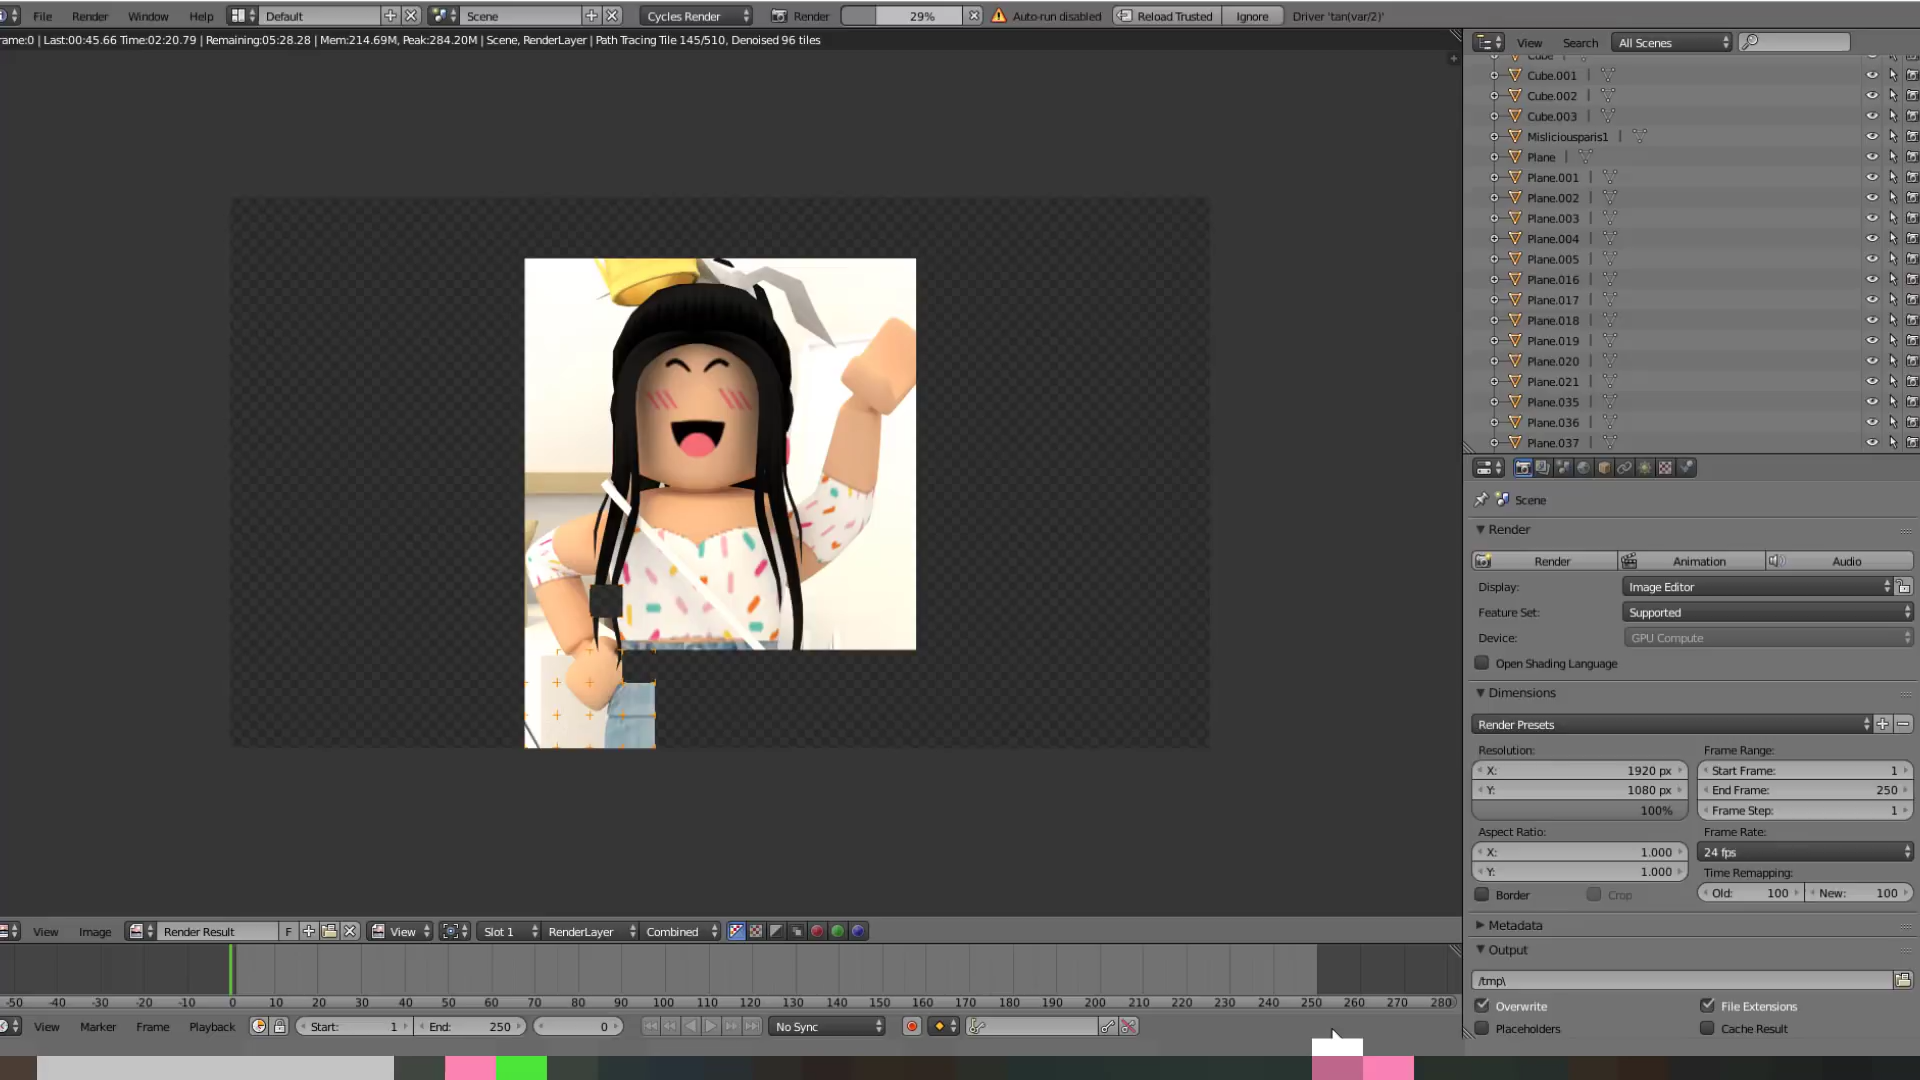 File Render Window Help Default Scene Cycles Render Render 29% Auto-run disabled Reload Trusted Ignore Driver 'tan(var/2)'
rame:0 | Last:00:45.66 Time:02:20.79 | Remaining:05:28.28 | Mem:214.69M, Peak:284.20M | Scene, RenderLayer | Path Tracing Tile 145/510, Denoised 96 tiles
View Search All Scenes
Cube
Cube.001
Cube.002
Cube.003
Misliciousparis1
Plane
Plane.001
Plane.002
Plane.003
Plane.004
Plane.005
Plane.016
Plane.017
Plane.018
Plane.019
Plane.020
Plane.021
Plane.035
Plane.036
Plane.037
Scene
Render
Render Animation Audio
Display: Image Editor
Feature Set: Supported
Device: GPU Compute
Open Shading Language
Dimensions
Render Presets
Resolution: Frame Range:
X: 1920 px Start Frame: 1
Y: 1080 px End Frame: 250
100% Frame Step: 1
Aspect Ratio: Frame Rate:
X: 1.000 24 fps
Y: 1.000 Time Remapping:
Border Crop Old: 100 New: 100
Metadata
Output
/tmp\
Overwrite File Extensions
Placeholders Cache Result
View Image Render Result F View Slot 1 RenderLayer Combined
-50 -40 -30 -20 -10 0 10 20 30 40 50 60 70 80 90 100 110 120 130 140 150 160 170 180 190 200 210 220 230 240 250 260 270 280
View Marker Frame Playback Start: 1 End: 250 0 No Sync